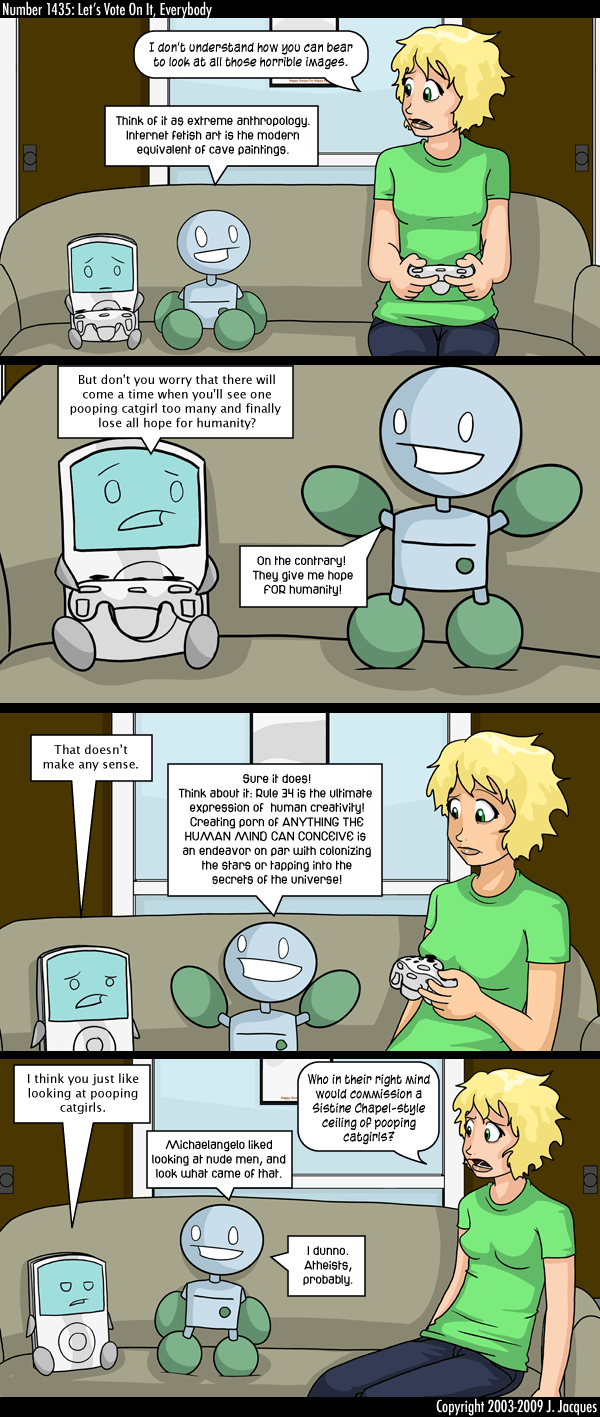 Number 1435: Let's Vote On It, Everybody
I don't understand how you can bear
to look at all those horrible images.
Think of it as extreme anthropology.
Internet fetish art is the modern
equivalent of cave paintings.
But don't you worry that there will
come a time when you'll see one
pooping catgirl too many and finally
lose all hope for humanity?
On the contrary!
They give me hope
FOR humanity!
That doesn't
make any sense.
Sure it does!
Think about it: Rule 34 is the ultimate
expression of human creativity!
Creating porn of ANYTHING THE
HUMAN MIND CAN CONCEIVE is
an endeavor on par with colonizing
the stars or tapping into the
secrets of the universe!
I think you just like
looking at pooping
catgirls.
Michaelangelo liked
looking at nude men, and
look what came of that.
Who in their right mind
would commission a
Sistine Chapel-style
ceiling of pooping
catgirls?
I dunno.
Atheists,
probably.
Copyright 2003-2009 J. Jacques